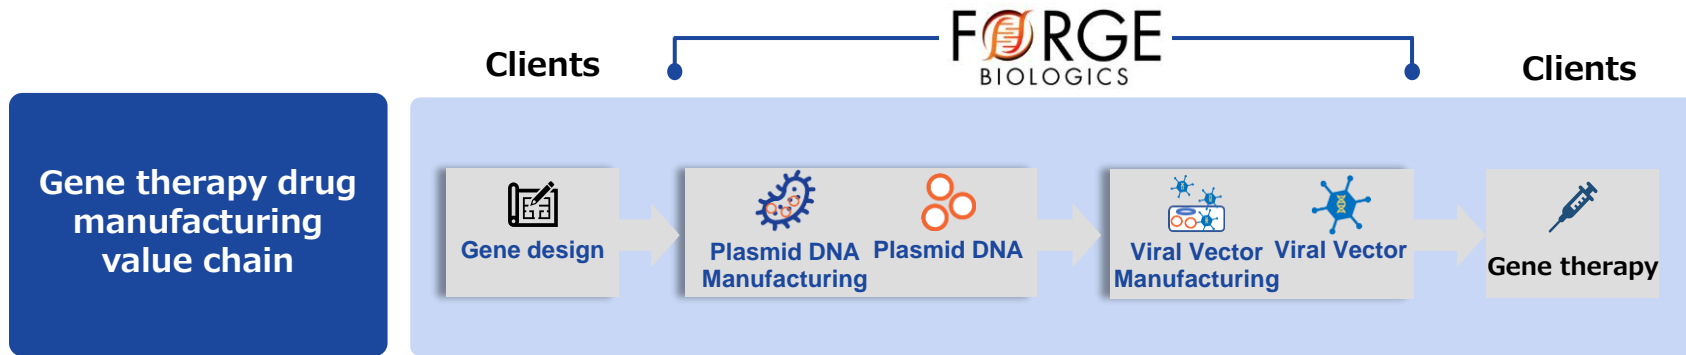 Clients
FORGE
BIOLOGICS
Clients
Gene therapy drug
manufacturing
value chain
Gene design
Plasmid DNA
Manufacturing
Plasmid DNA
Viral Vector
Manufacturing
Viral Vector
Gene therapy